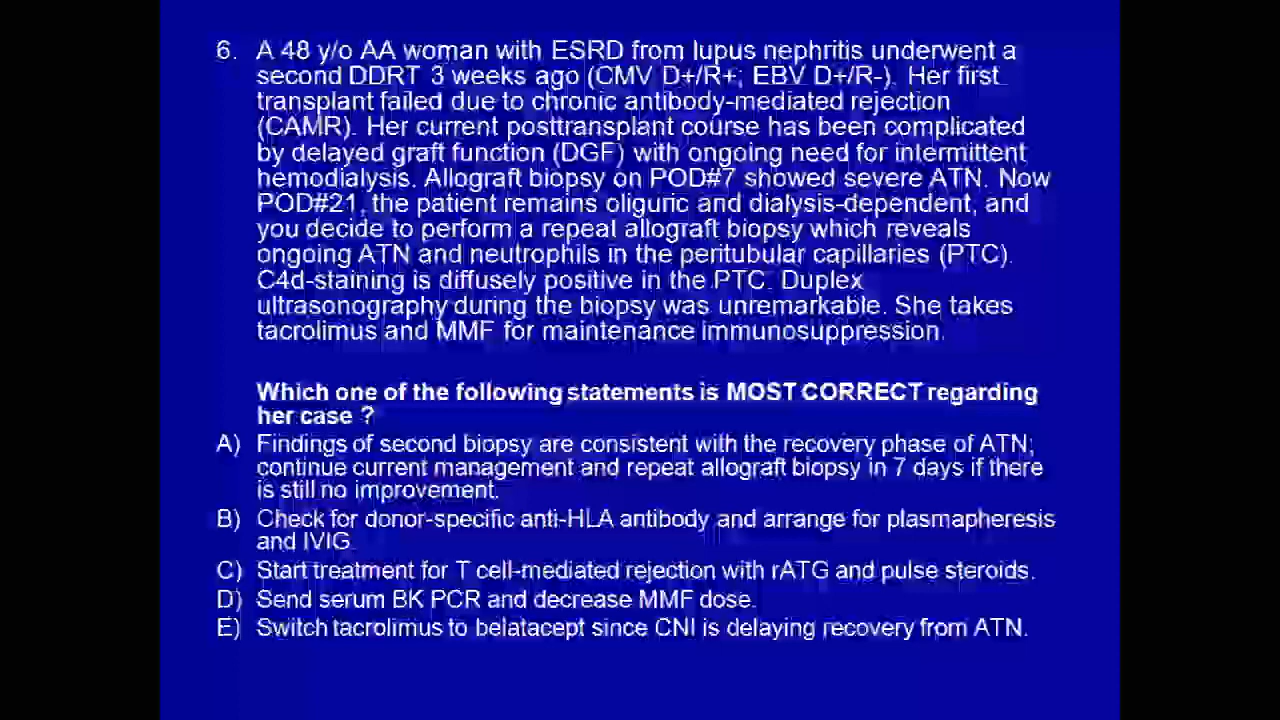 6. A 48 y/o AA woman with ESRD from lupus nephritis underwent a
second DDRT 3 weeks ago (CMV D+/R+; EBV D+/R-). Her first
transplant failed due to chronic antibody-mediated rejection
(CAMR). Her current posttransplant course has been complicated
by delayed graft function (DGF) with ongoing need for intermittent
hemodialysis. Allograft biopsy on POD#7 showed severe ATN. Now
POD#21, the patient remains oliguric and dialysis-dependent, and
you decide to perform a repeat allograft biopsy which reveals
ongoing ATN and neutrophils in the peritubular capillaries (PTC).
C4d-staining is diffusely positive in the PTC. Duplex
ultrasonography during the biopsy was unremarkable. She takes
tacrolimus and MMF for maintenance immunosuppression.
Which one of the following statements is MOST CORRECT regarding
her case ?
A) Findings of second biopsy are consistent with the recovery phase of ATN;
continue current management and repeat allograft biopsy in 7 days if there
is still no improvement.
B) Check for donor-specific anti-HLA antibody and arrange for plasmapheresis
and IVIG.
C) Start treatment for T cell-mediated rejection with rATG and pulse steroids.
D) Send serum BK PCR and decrease MMF dose.
E) Switch tacrolimus to belatacept since CNI is delaying recovery from ATN.